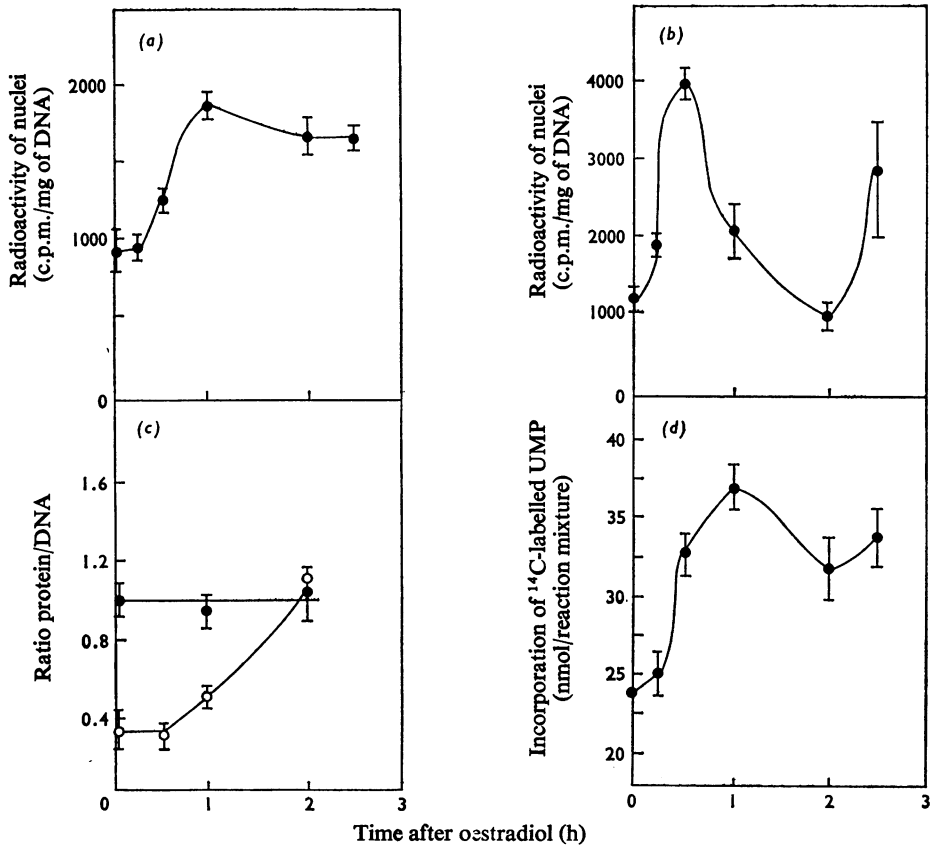 (a)
Radioactivity of nuclei
(c.p.m./mg of DNA)
2000
1000
0
(b)
Radioactivity of nuclei
(c.p.m./mg of DNA)
4000
3000
2000
1000
0
(c)
Ratio protein/DNA
1.6
1.2
0.8
0.4
0
1
2
3
(d)
Incorporation of ¹⁴C-labelled UMP
(nmol/reaction mixture)
40
35
30
25
20
0
1
2
3
Time after oestradiol (h)